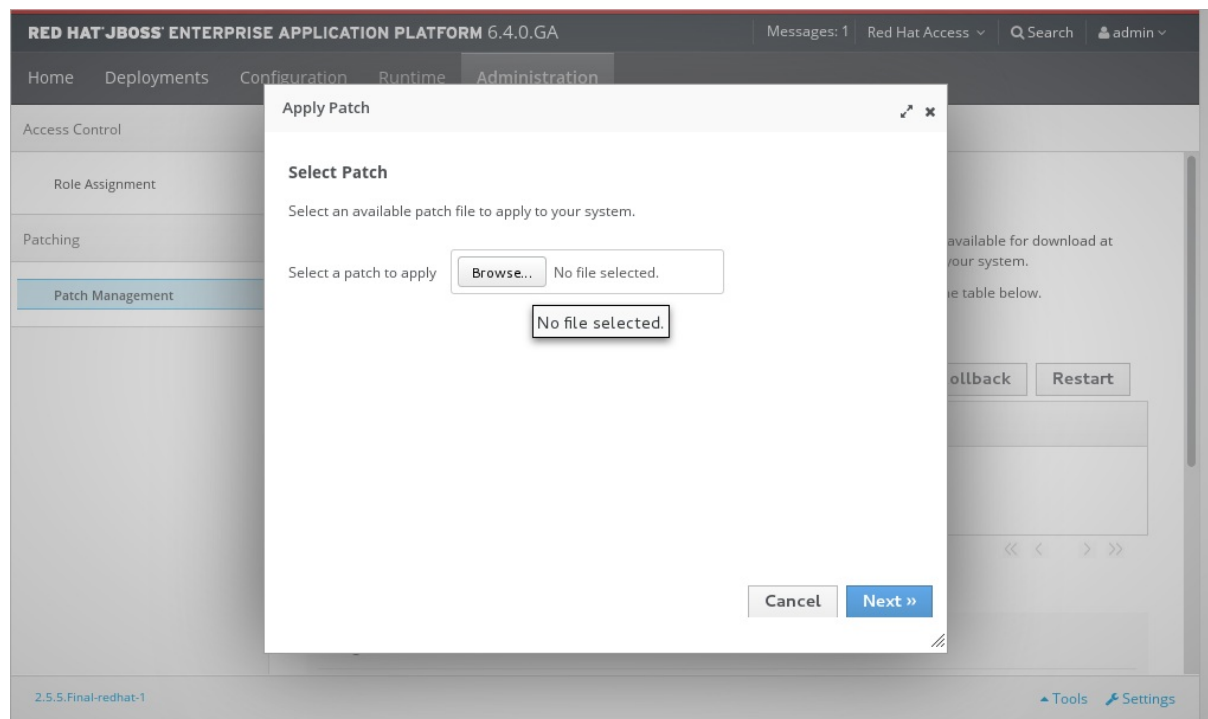 RED HAT JBOSS ENTERPRISE APPLICATION PLATFORM 6.4.0.GA
Messages: 1
Red Hat Access
Search
admin
Home
Deployments
Configuration
Runtime
Administration
Access Control
Role Assignment
Patching
Patch Management
Apply Patch
Select Patch
Select an available patch file to apply to your system.
Select a patch to apply
Browse...
No file selected.
No file selected.
available for download at
your system.
table below.
Restart
Cancel
Next »
2.5.5.Final-redhat-1
Tools
Settings